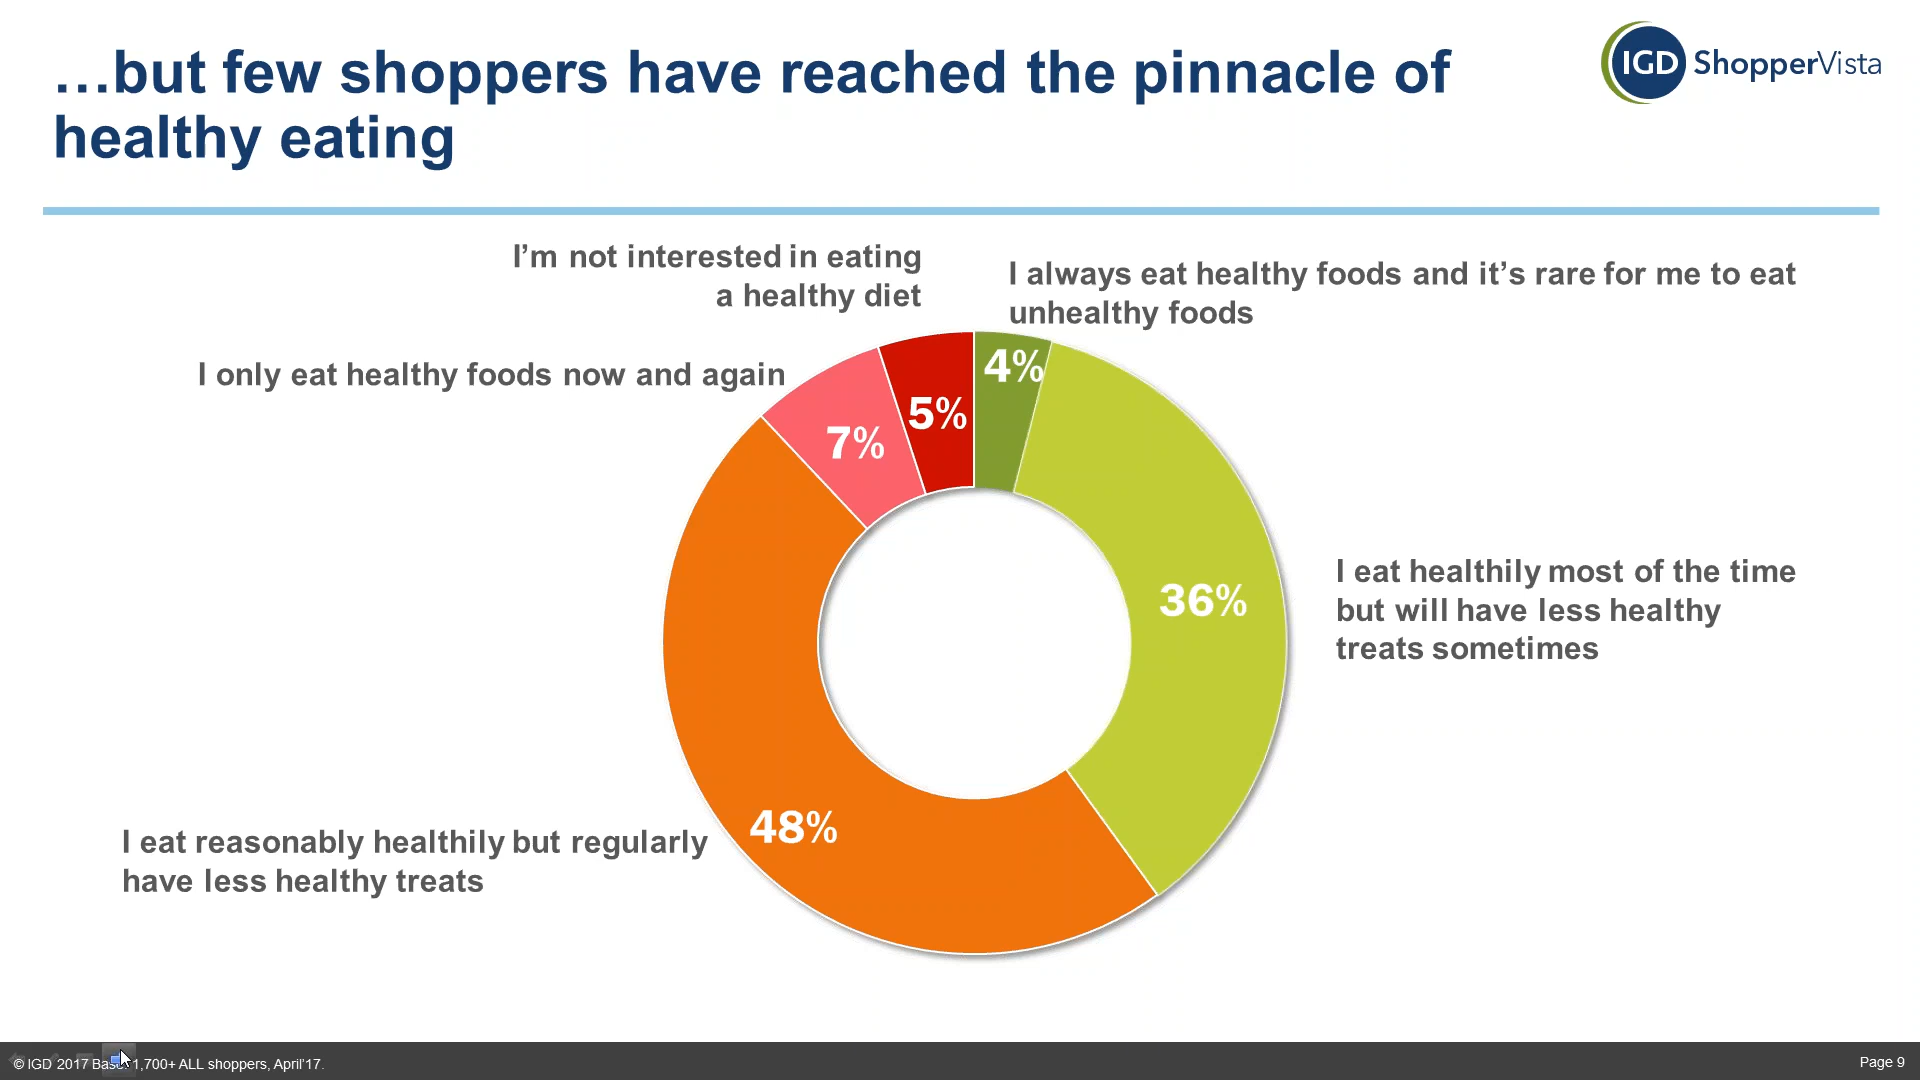 …but few shoppers have reached the pinnacle of
healthy eating
IGD ShopperVista
I’m not interested in eating
a healthy diet
I always eat healthy foods and it’s rare for me to eat
unhealthy foods
I only eat healthy foods now and again
4%
5%
7%
36%
I eat healthily most of the time
but will have less healthy
treats sometimes
48%
I eat reasonably healthily but regularly
have less healthy treats
© IGD 2017 1,700+ ALL shoppers, April’17.
Page 9